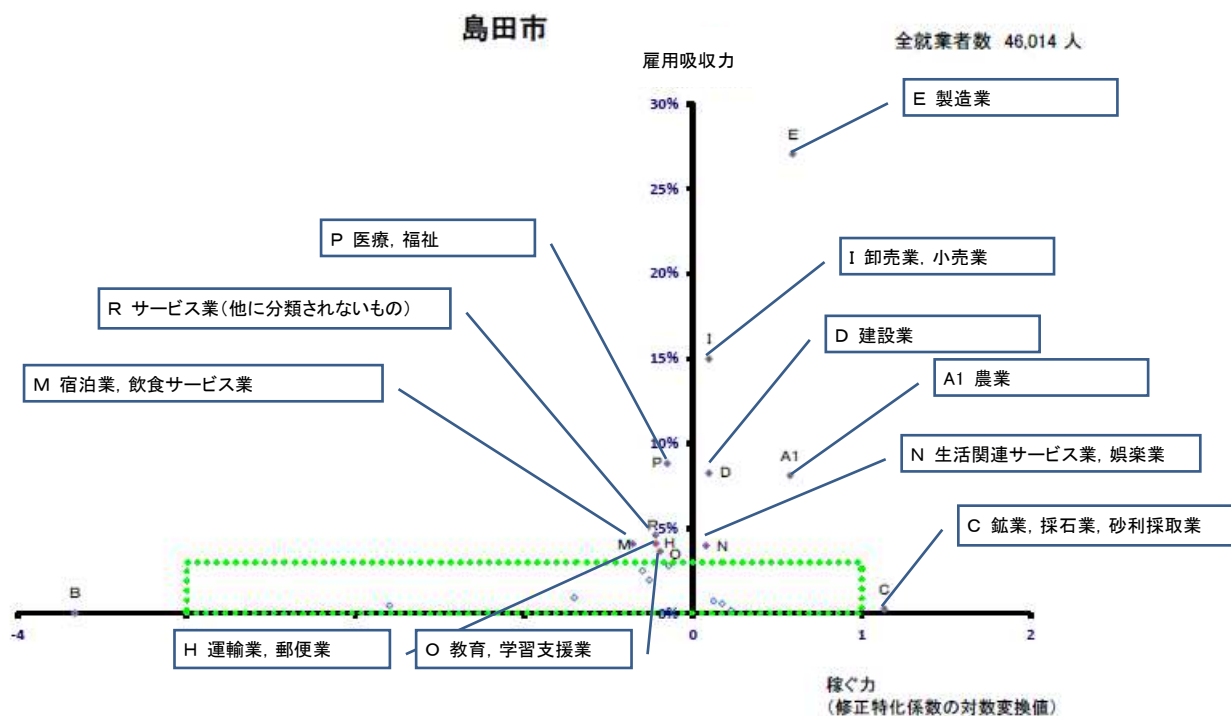 島田市
全就業者数 46,014 人
雇用吸収力
E 製造業
30%
E
25%
P 医療, 福祉
I 卸売業, 小売業
20%
R サービス業(他に分類されないもの)
D 建設業
I
15%
M 宿泊業, 飲食サービス業
A1 農業
10%
P
D
A1
N 生活関連サービス業, 娯楽業
R
5%
M
H
O
N
C 鉱業, 採石業, 砂利採取業
B
C
0%
-4
0
1
2
H 運輸業, 郵便業
O 教育, 学習支援業
稼ぐ力
(修正特化係数の対数変換値)